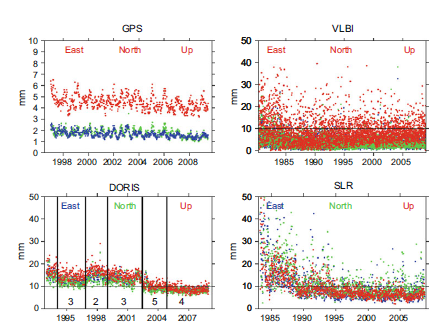 GPS
10
9
8
7
6
5
4
3
2
1
0
mm
East North Up
1998 2000 2002 2004 2006 2008
VLBI
50
40
30
20
10
0
mm
East North Up
1985 1990 1995 2000 2005
DORIS
50
40
30
20
10
0
mm
East North Up
3 2 3 5 4
1995 1998 2001 2004 2007
SLR
50
40
30
20
10
0
mm
East North Up
1985 1990 1995 2000 2005